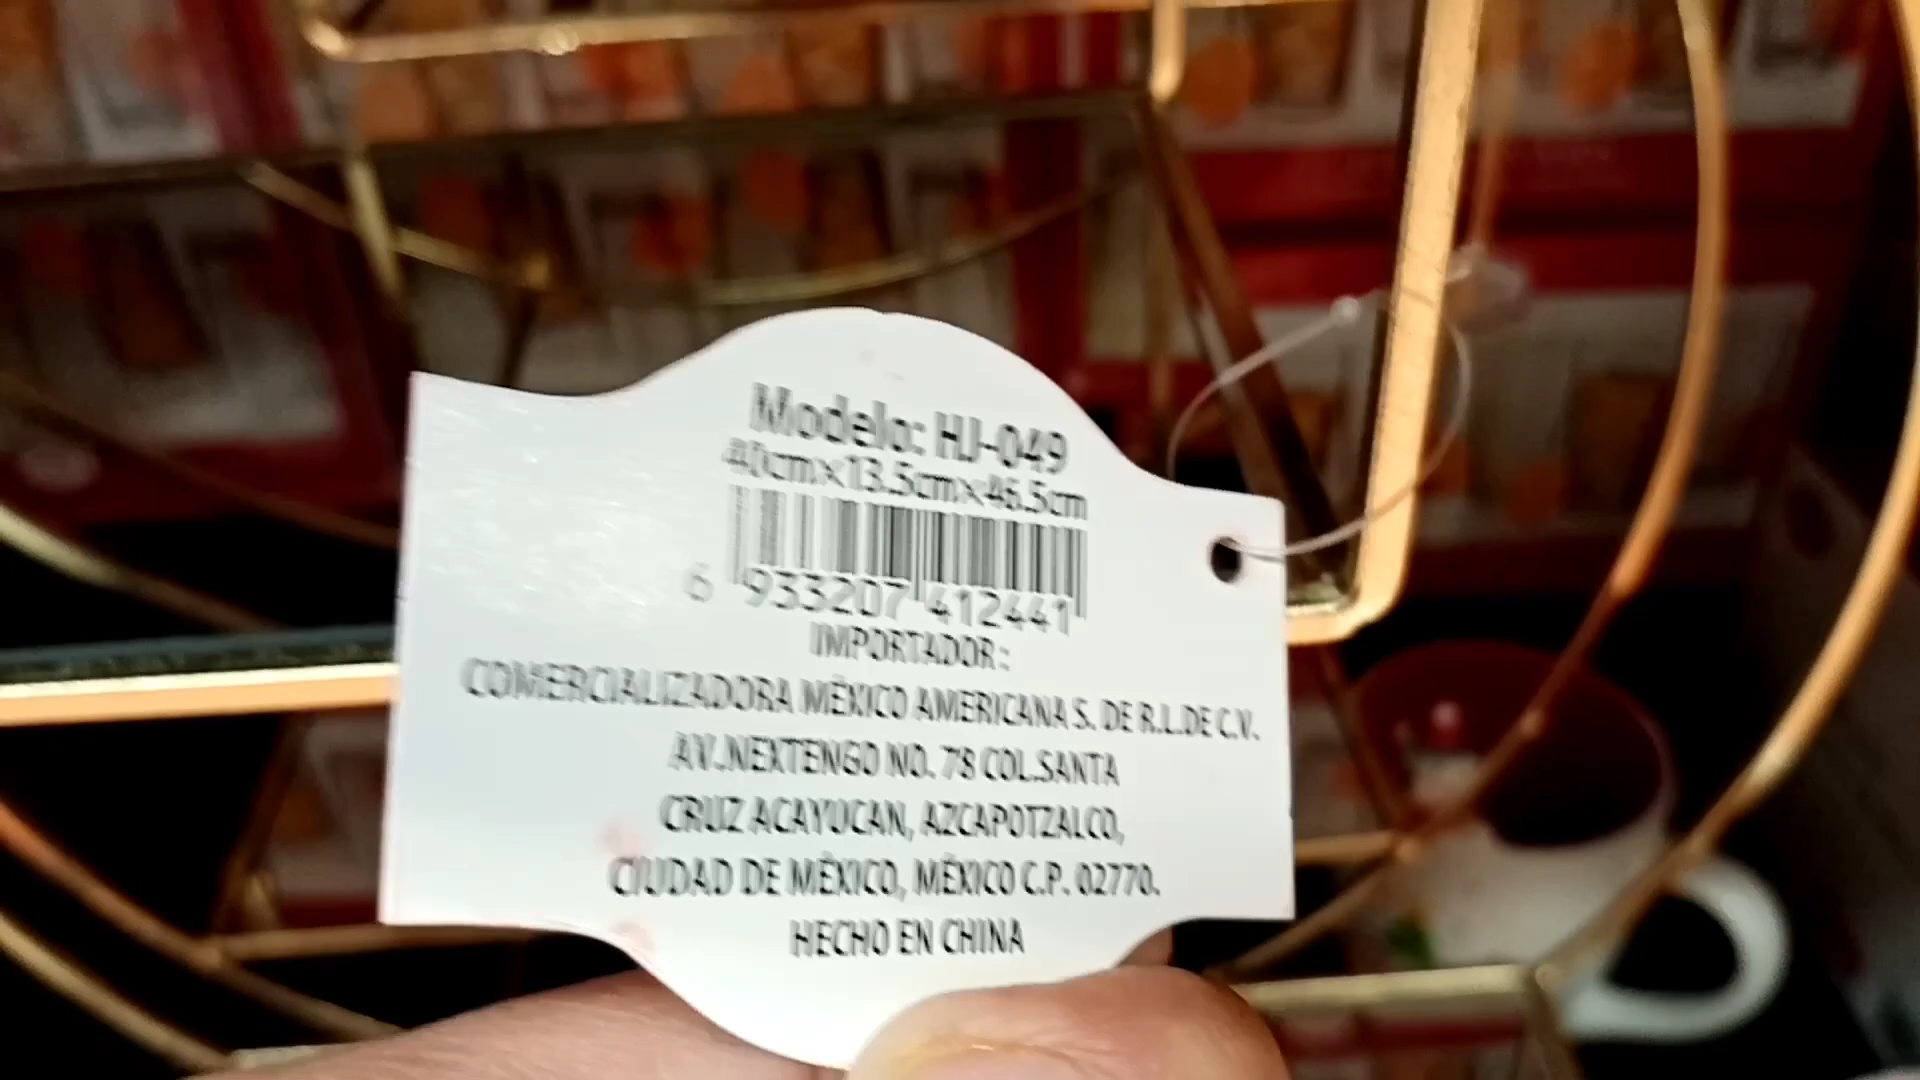 Modelo: HJ-049
40cm×13.5cm×46.5cm
6 933207 412441
IMPORTADOR:
COMERCIALIZADORA MÉXICO AMERICANA S. DE R.L.DE C.V.
AV..NEXTENGO NO. 78 COL.SANTA
CRUZ ACAYUCAN, AZCAPOTZALCO,
CIUDAD DE MÉXICO, MÉXICO C.P. 02770.
HECHO EN CHINA